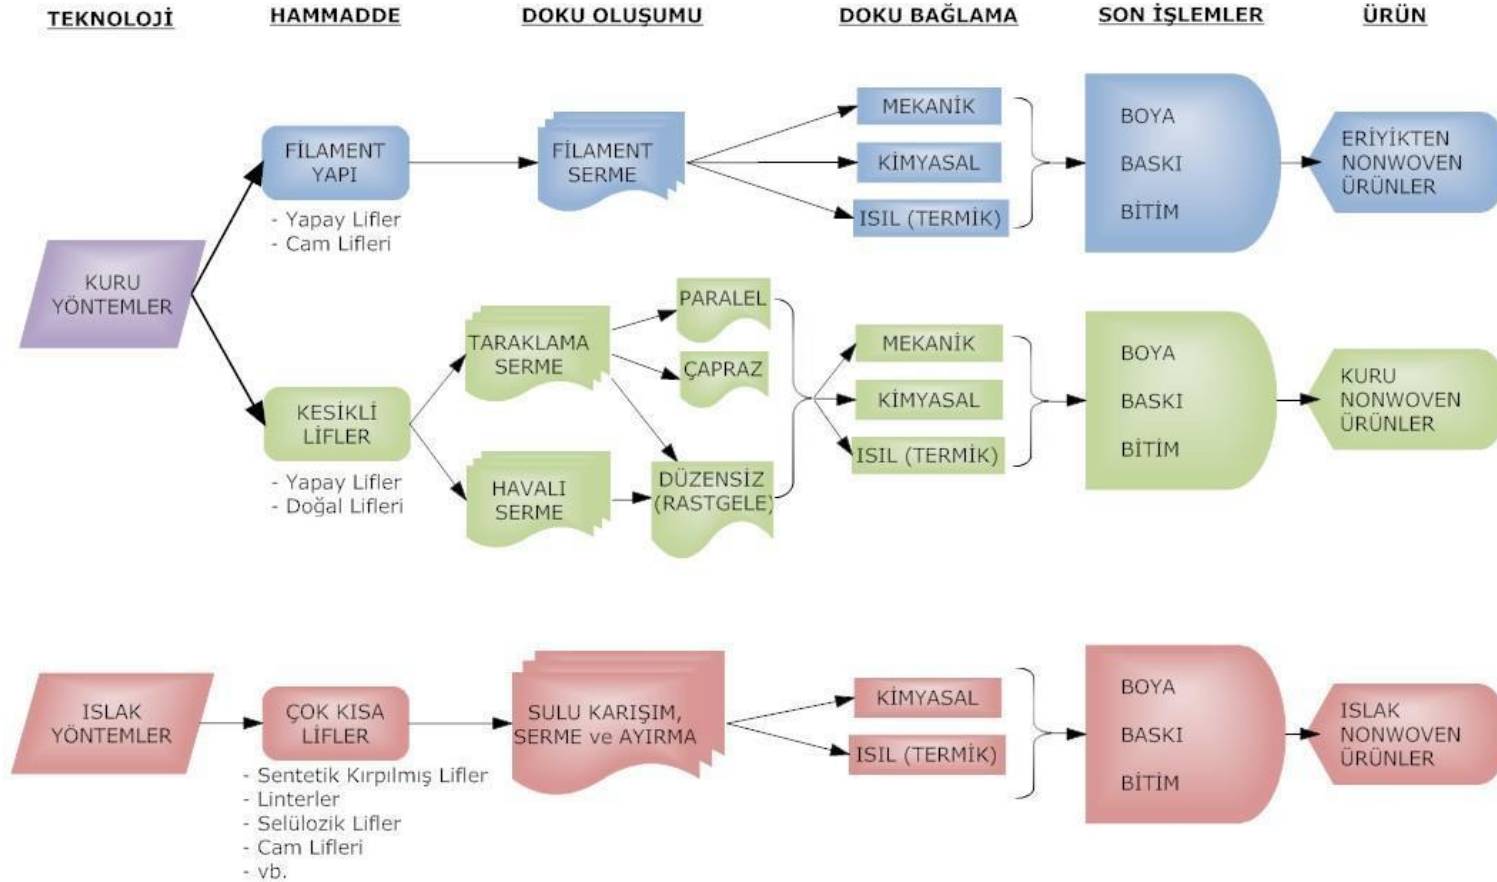 TEKNOLOJİ
HAMMADDE
DOKU OLUŞUMU
DOKU BAĞLAMA
SON İŞLEMLER
ÜRÜN
KURU
YÖNTEMLER
FİLAMENT
YAPI
- Yapay Lifler
- Cam Lifleri
FİLAMENT
SERME
MEKANİK
KİMYASAL
ISIL (TERMİK)
BOYA
BASKI
BİTİM
ERİYİKTEN
NONWOVEN
ÜRÜNLER
KESİKLİ
LİFLER
- Yapay Lifler
- Doğal Lifleri
TARAKLAMA
SERME
HAVALI
SERME
PARALEL
ÇAPRAZ
DÜZENSİZ
(RASTGELE)
MEKANİK
KİMYASAL
ISIL (TERMİK)
BOYA
BASKI
BİTİM
KURU
NONWOVEN
ÜRÜNLER
ISLAK
YÖNTEMLER
ÇOK KISA
LİFLER
- Sentetik Kırpılmış Lifler
- Linterler
- Selülozik Lifler
- Cam Lifleri
- vb.
SULU KARIŞIM,
SERME ve AYIRMA
KİMYASAL
ISIL (TERMİK)
BOYA
BASKI
BİTİM
ISLAK
NONWOVEN
ÜRÜNLER